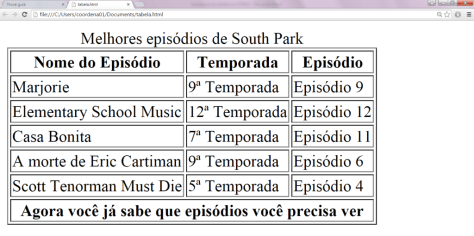 tabela.html
file:///C:/Users/coordena01/Documents/tabela.html
Melhores episódios de South Park
Nome do Episódio Temporada Episódio
Marjorie 9ª Temporada Episódio 9
Elementary School Music 12ª Temporada Episódio 12
Casa Bonita 7ª Temporada Episódio 11
A morte de Eric Cartiman 9ª Temporada Episódio 6
Scott Tenorman Must Die 5ª Temporada Episódio 4
Agora você já sabe que episódios você precisa ver